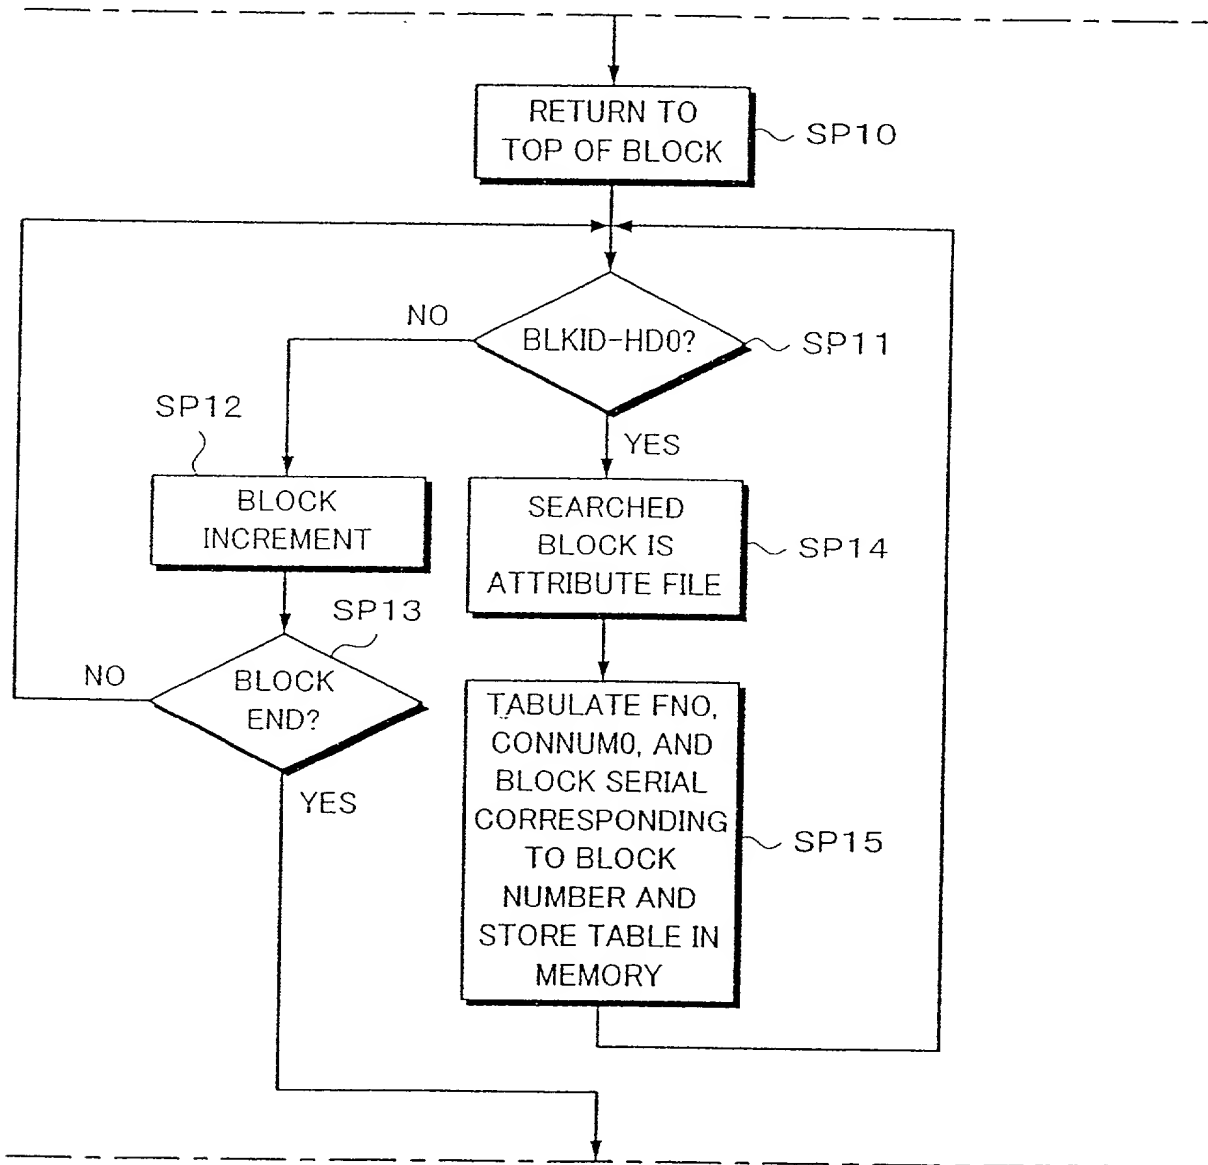 RETURN TO
TOP OF BLOCK
SP10
NO
BLKID-HD0?
SP11
YES
SP12
BLOCK
INCREMENT
SEARCHED
BLOCK IS
ATTRIBUTE FILE
SP14
SP13
NO
BLOCK
END?
YES
TABULATE FNO,
CONNUM0, AND
BLOCK SERIAL
CORRESPONDING
TO BLOCK
NUMBER AND
STORE TABLE IN
MEMORY
SP15